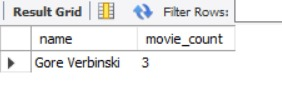 Result Grid Filter Rows:
name movie_count
Gore Verbinski 3